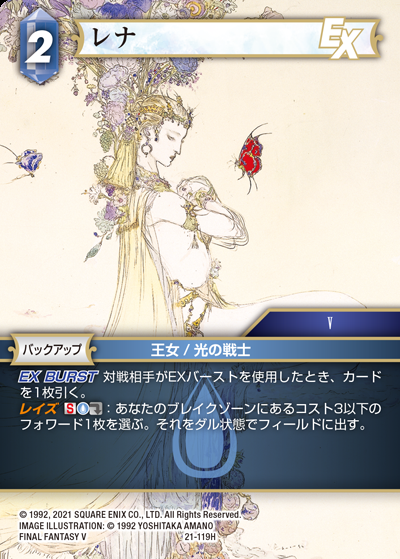 2
レナ
EX
V
バックアップ
王女 / 光の戦士
EX BURST 対戦相手がEXバーストを使用したとき、カード
を1枚引く。
レイズ S：あなたのブレイクゾーンにあるコスト3以下の
フォワード1枚を選ぶ。それをダル状態でフィールドに出す。
© 1992, 2021 SQUARE ENIX CO., LTD. All Rights Reserved.
IMAGE ILLUSTRATION: © 1992 YOSHITAKA AMANO
FINAL FANTASY V
21-119H